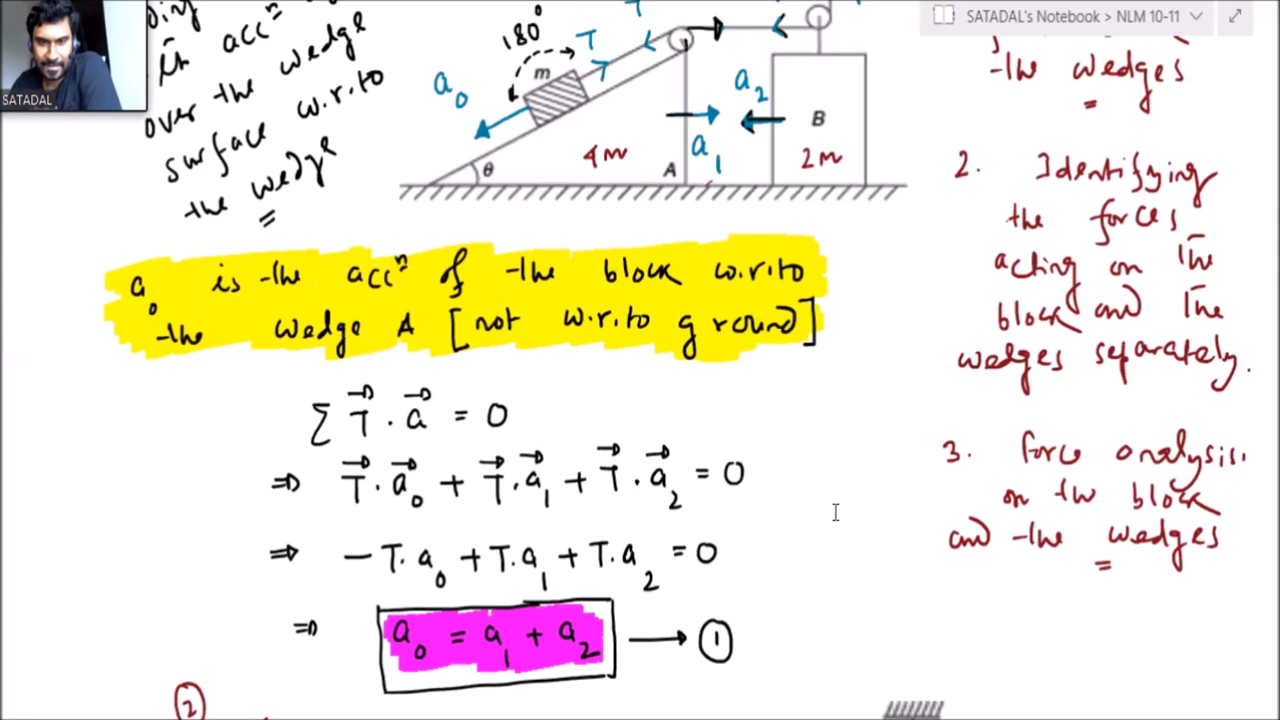 SATADAL
SATADAL's Notebook > NLM 10-11
in accⁿ
over the wedge
surface w.r.to
the wedge
180°
T
T
T
m
a₀
θ
4m
A
a₁
a₂
B
2m
a₀ is the accⁿ of the block w.r.to
the wedge A [not w.r.to ground]
∑ T⃗ · a⃗ = 0
⇒ T⃗ · a⃗₀ + T⃗ · a⃗₁ + T⃗ · a⃗₂ = 0
⇒ − T · a₀ + T · a₁ + T · a₂ = 0
⇒ a₀ = a₁ + a₂ → ①
②
the wedges
2. Identifying
the forces
acting on the
block and the
wedges separately.
3. Force analysis.
on the block
and the wedges